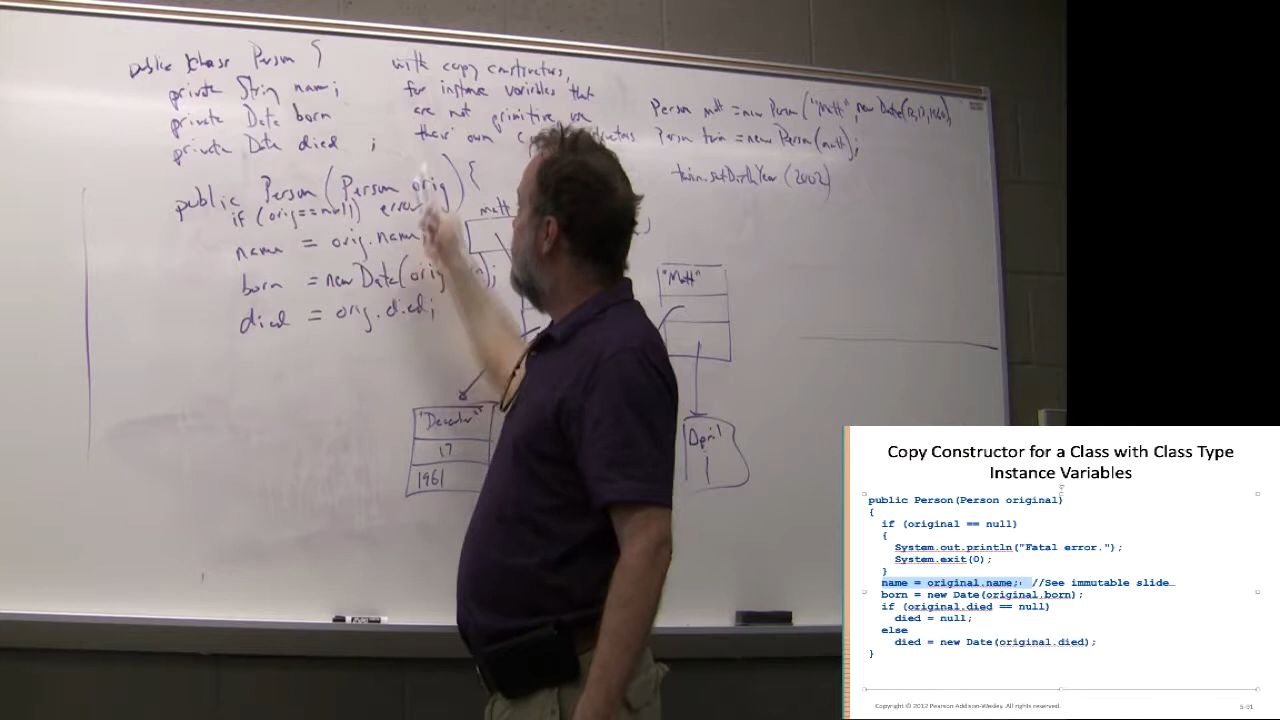 public class Person {
private String name;
private Date born
private Date died ;
with copy constructors,
for instance variables that
are not primitive, use
their own
public Person (Person orig) {
if (orig == null) error
name = orig.name;
born = new Date(orig
died = orig.died;
Person matt = new Person ("Matt", new Date(
Person twin = new Person (matt);
twin.setBirthYear (2002)
matt
"Matt"
17
1961
April
1
Copy Constructor for a Class with Class Type
Instance Variables
public Person(Person original)
{
if (original == null)
{
System.out.println("Fatal error.");
System.exit(0);
}
name = original.name; //See immutable slide…
born = new Date(original.born);
if (original.died == null)
died = null;
else
died = new Date(original.died);
}
Copyright © 2012 Pearson Addison-Wesley. All rights reserved.